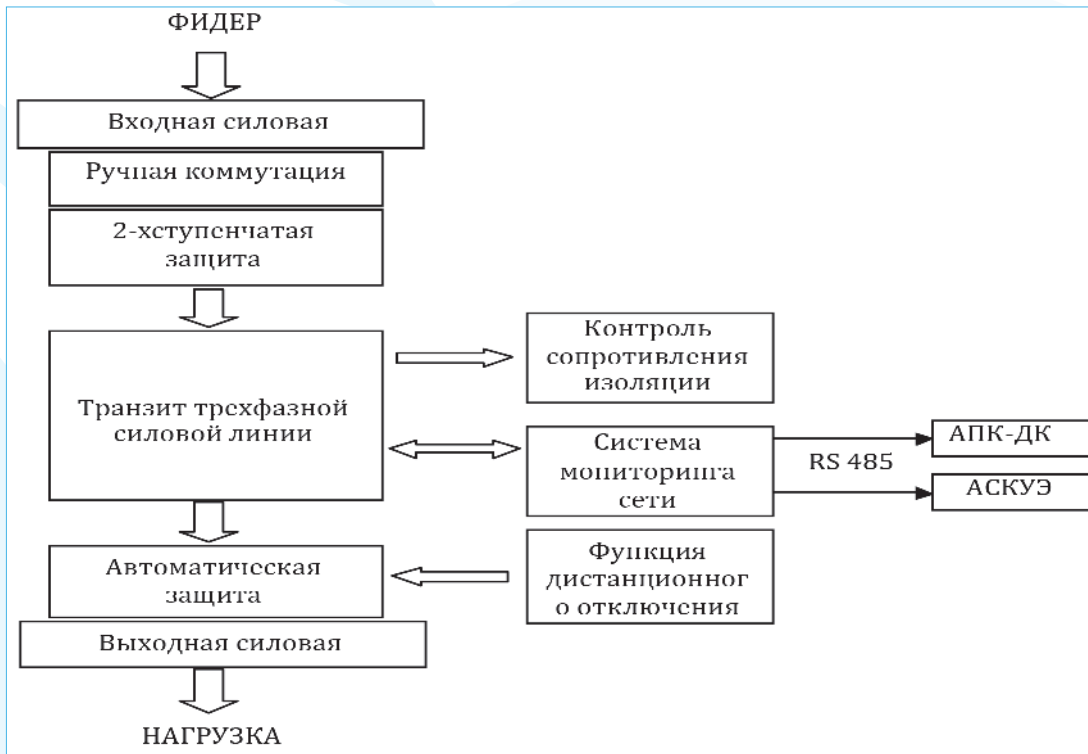 ФИДЕР
Входная силовая
Ручная коммутация
2-хступенчатая
защита
Транзит трехфазной
силовой линии
Контроль
сопротивления
изоляции
Система
мониторинга
сети
RS 485
АПК-ДК
АСКУЭ
Автоматическая
защита
Функция
дистанционног
о отключения
Выходная силовая
НАГРУЗКА